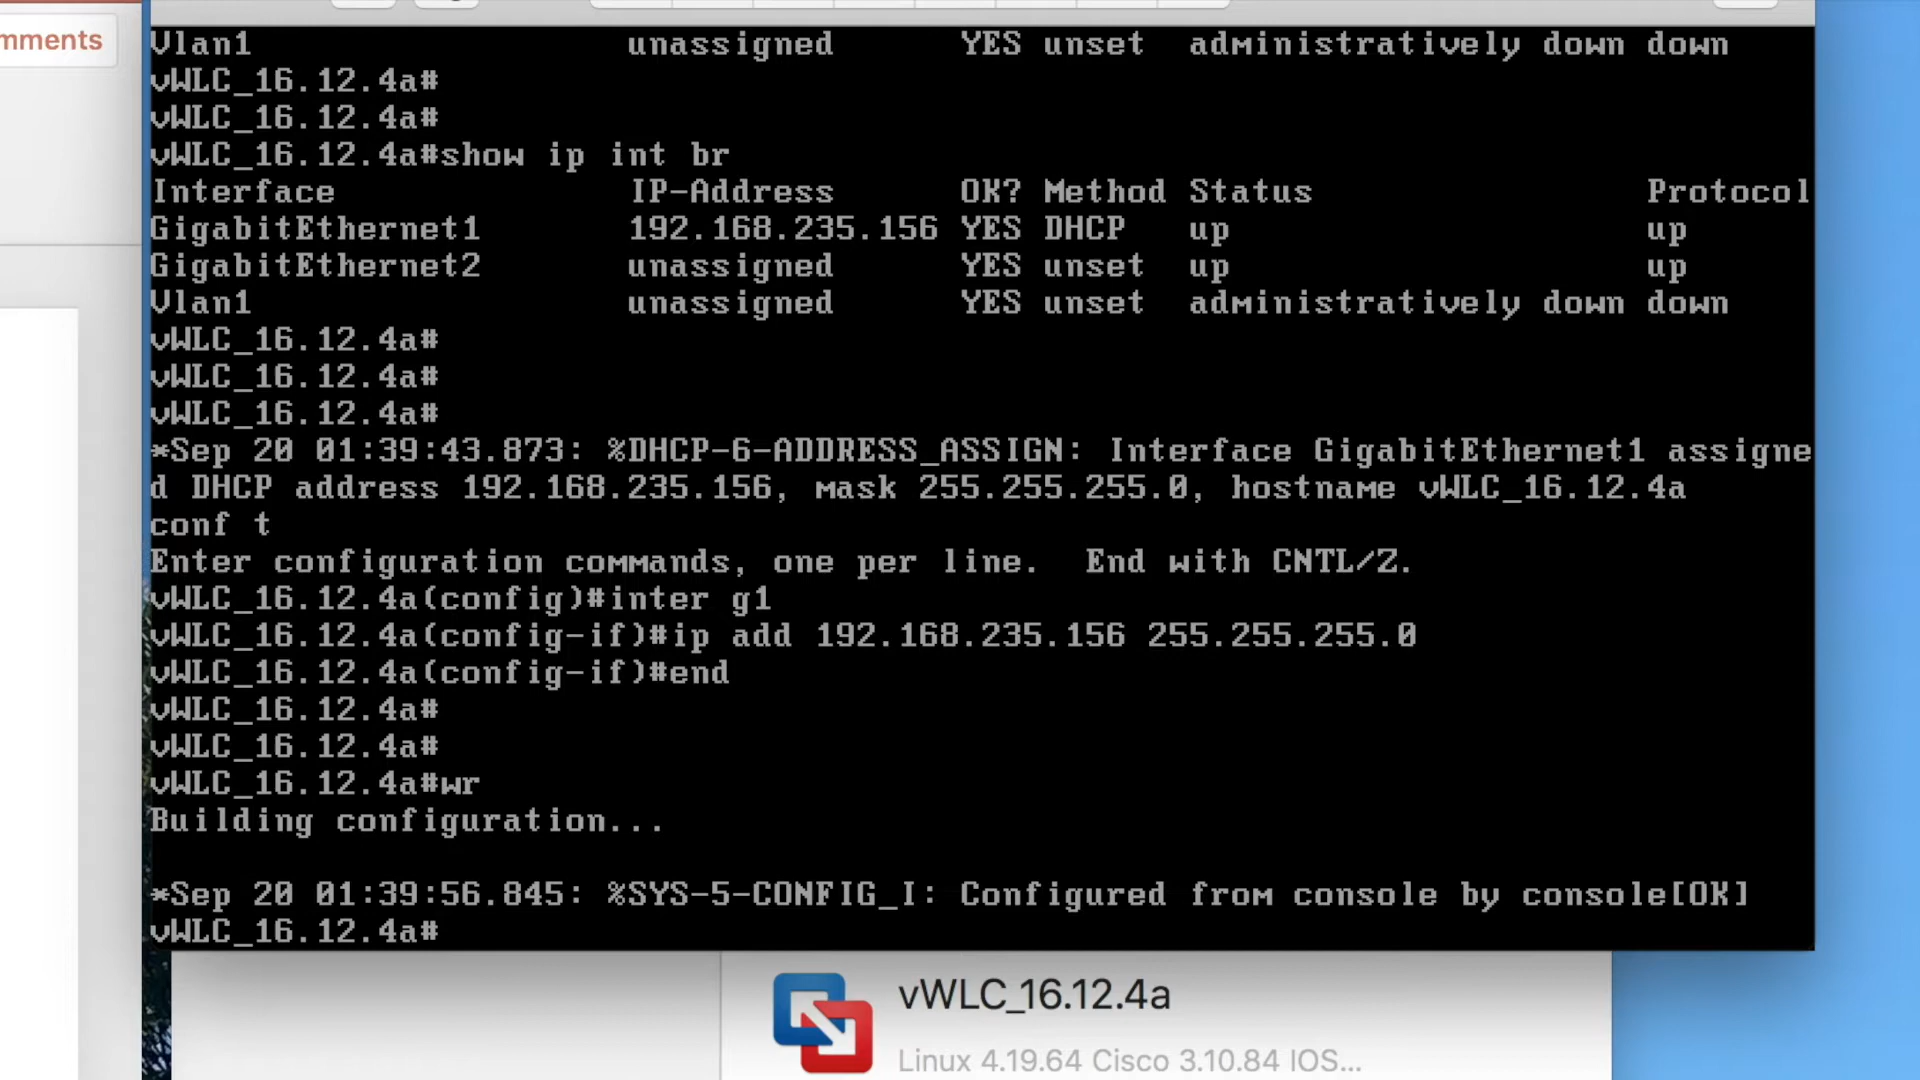 mments
Vlan1 unassigned YES unset administratively down down
vWLC_16.12.4a#
vWLC_16.12.4a#
vWLC_16.12.4a#show ip int br
Interface IP-Address OK? Method Status Protocol
GigabitEthernet1 192.168.235.156 YES DHCP up up
GigabitEthernet2 unassigned YES unset up up
Vlan1 unassigned YES unset administratively down down
vWLC_16.12.4a#
vWLC_16.12.4a#
vWLC_16.12.4a#
*Sep 20 01:39:43.873: %DHCP-6-ADDRESS_ASSIGN: Interface GigabitEthernet1 assigne
d DHCP address 192.168.235.156, mask 255.255.255.0, hostname vWLC_16.12.4a
conf t
Enter configuration commands, one per line. End with CNTL/Z.
vWLC_16.12.4a(config)#inter g1
vWLC_16.12.4a(config-if)#ip add 192.168.235.156 255.255.255.0
vWLC_16.12.4a(config-if)#end
vWLC_16.12.4a#
vWLC_16.12.4a#
vWLC_16.12.4a#wr
Building configuration...
*Sep 20 01:39:56.845: %SYS-5-CONFIG_I: Configured from console by console[OK]
vWLC_16.12.4a#
vWLC_16.12.4a
Linux 4.19.64 Cisco 3.10.84 IOS...